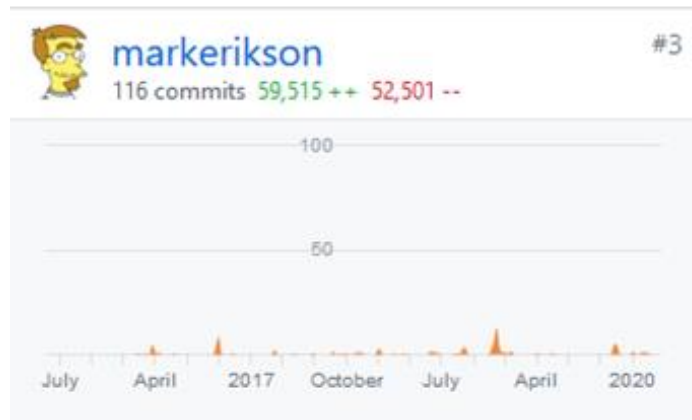 markerikson #3
116 commits 59,515 ++ 52,501 --
100
50
July April 2017 October July April 2020